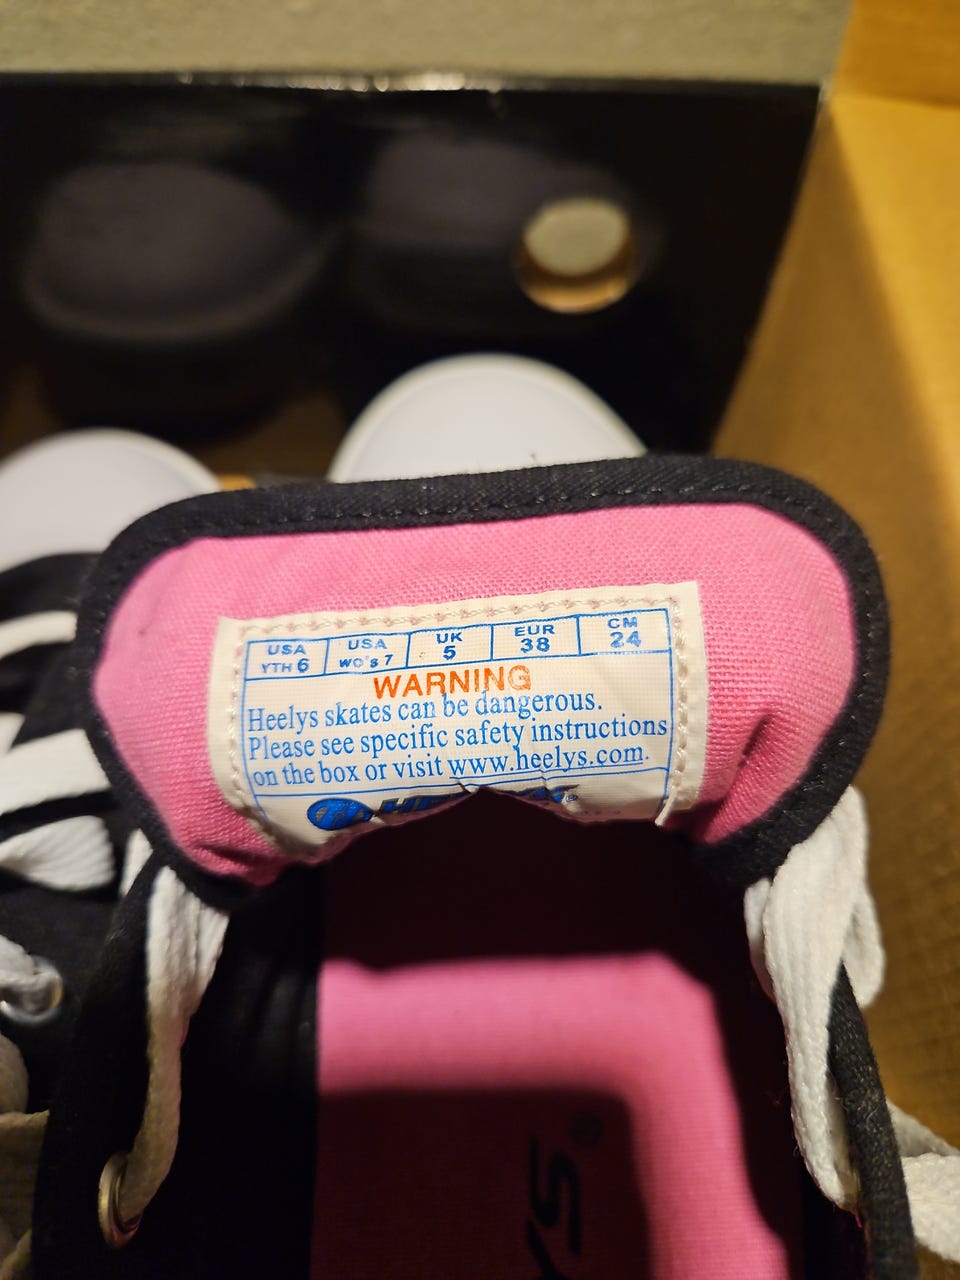 USA USA UK EUR CM
YTH 6 WO'S 7 5 38 24
WARNING
Heelys skates can be dangerous.
Please see specific safety instructions
on the box or visit www.heelys.com.